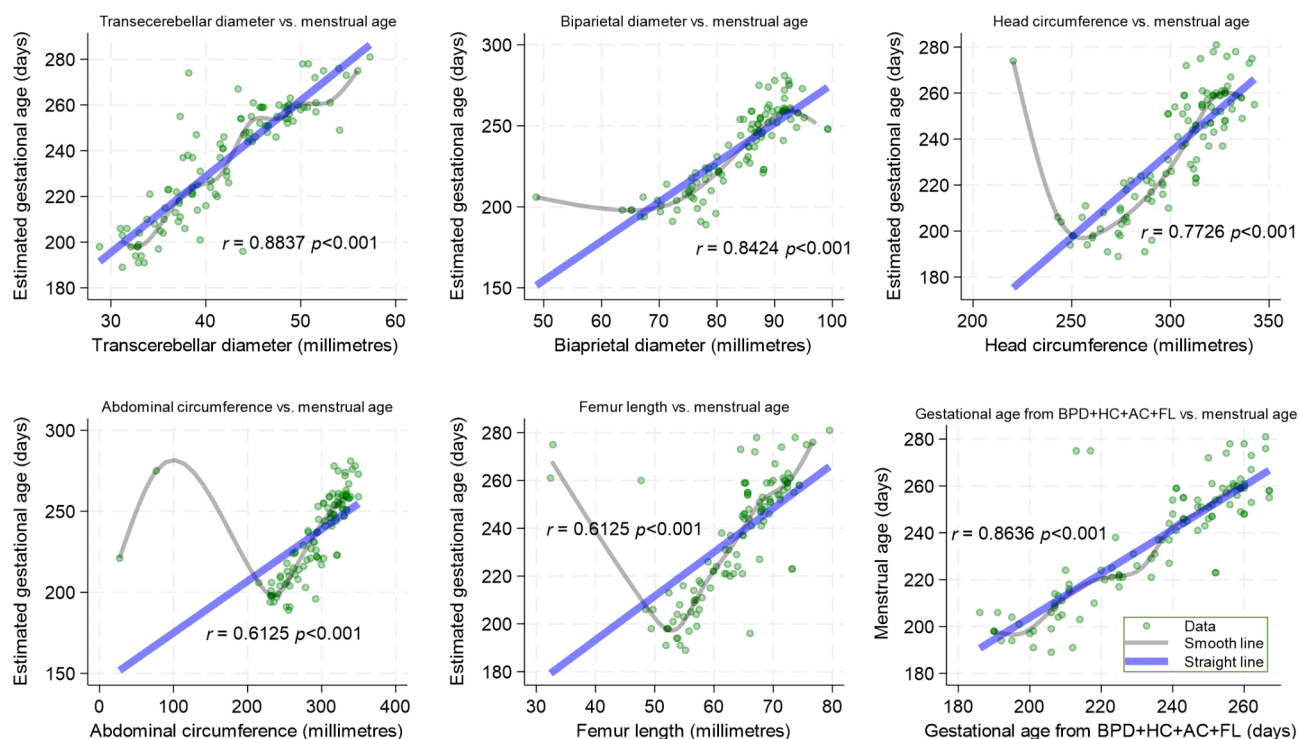 Transecerebellar diameter vs. menstrual age
Estimated gestational age (days)
280
260
240
220
200
180
r = 0.8837 p<0.001
30 40 50 60
Transcerebellar diameter (millimetres)
Biparietal diameter vs. menstrual age
Estimated gestational age (days)
300
250
200
150
r = 0.8424 p<0.001
50 60 70 80 90 100
Biaprietal diameter (millimetres)
Head circumference vs. menstrual age
Estimated gestational age (days)
280
260
240
220
200
180
r = 0.7726 p<0.001
200 250 300 350
Head circumference (millimetres)
Abdominal circumference vs. menstrual age
Estimated gestational age (days)
300
250
200
150
r = 0.6125 p<0.001
0 100 200 300 400
Abdominal circumference (millimetres)
Femur length vs. menstrual age
Estimated gestational age (days)
280
260
240
220
200
180
r = 0.6125 p<0.001
30 40 50 60 70 80
Femur length (millimetres)
Gestational age from BPD+HC+AC+FL vs. menstrual age
Menstrual age (days)
280
260
240
220
200
180
r = 0.8636 p<0.001
Data
Smooth line
Straight line
180 200 220 240 260
Gestational age from BPD+HC+AC+FL (days)